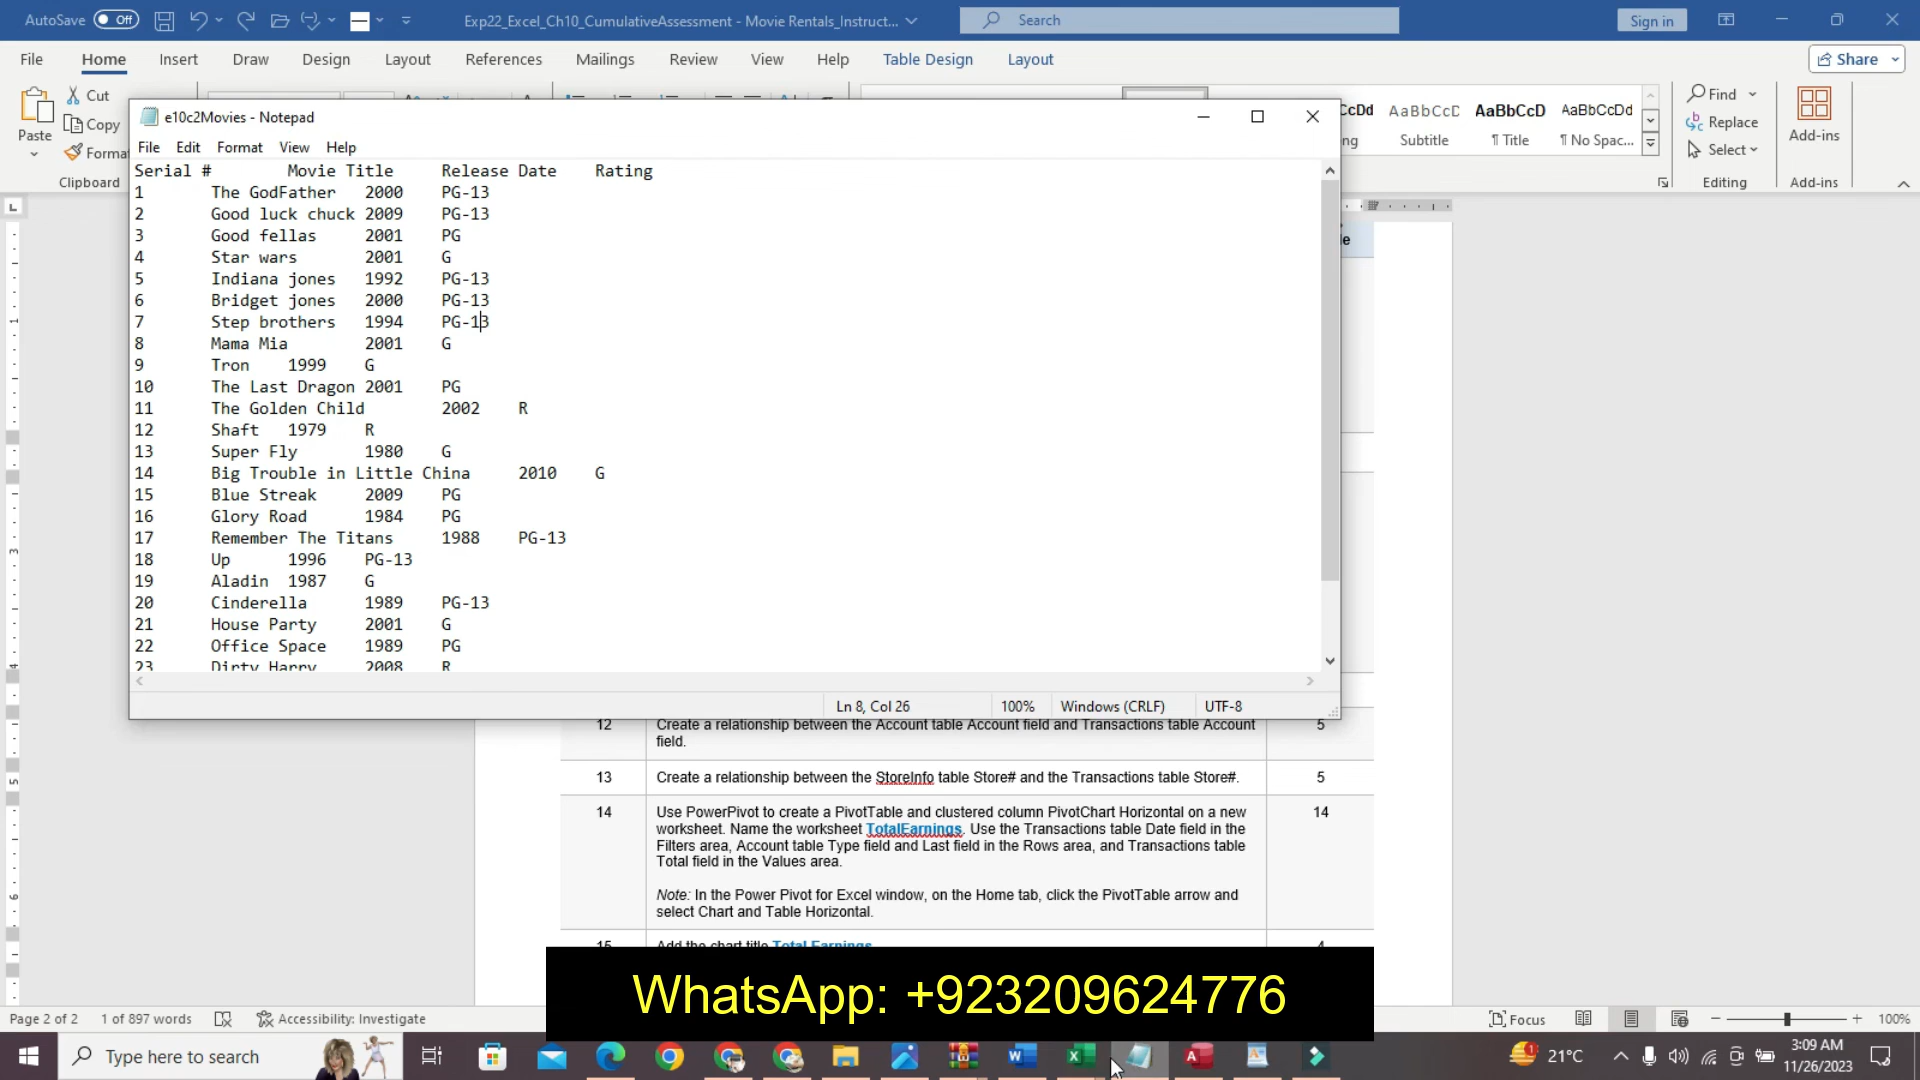 AutoSave Off Exp22_Excel_Ch10_CumulativeAssessment - Movie Rentals_Instruct... Search Sign in
File Home Insert Draw Design Layout References Mailings Review View Help Table Design Layout Share
Cut
Copy
Paste
Clipboard
AaBbCcD AaBbCcD AaBbCcDd
Subtitle ¶ Title ¶ No Spac...
Find
Replace
Select
Editing
Add-ins
Add-ins
e10c2Movies - Notepad
File Edit Format View Help
Serial # Movie Title Release Date Rating
1 The GodFather 2000 PG-13
2 Good luck chuck 2009 PG-13
3 Good fellas 2001 PG
4 Star wars 2001 G
5 Indiana jones 1992 PG-13
6 Bridget jones 2000 PG-13
7 Step brothers 1994 PG-13
8 Mama Mia 2001 G
9 Tron 1999 G
10 The Last Dragon 2001 PG
11 The Golden Child 2002 R
12 Shaft 1979 R
13 Super Fly 1980 G
14 Big Trouble in Little China 2010 G
15 Blue Streak 2009 PG
16 Glory Road 1984 PG
17 Remember The Titans 1988 PG-13
18 Up 1996 PG-13
19 Aladin 1987 G
20 Cinderella 1989 PG-13
21 House Party 2001 G
22 Office Space 1989 PG
23 Dirty Harry 2008 R
Ln 8, Col 26 100% Windows (CRLF) UTF-8
12 Create a relationship between the Account table Account field and Transactions table Account 5
field.
13 Create a relationship between the StoreInfo table Store# and the Transactions table Store#. 5
14 Use PowerPivot to create a PivotTable and clustered column PivotChart Horizontal on a new 14
worksheet. Name the worksheet TotalEarnings. Use the Transactions table Date field in the
Filters area, Account table Type field and Last field in the Rows area, and Transactions table
Total field in the Values area.
Note: In the Power Pivot for Excel window, on the Home tab, click the PivotTable arrow and
select Chart and Table Horizontal.
15 Add the chart title Total Earnings. 4
WhatsApp: +923209624776
Page 2 of 2 1 of 897 words Accessibility: Investigate Focus 100%
Type here to search 21°C 3:09 AM
11/26/2023